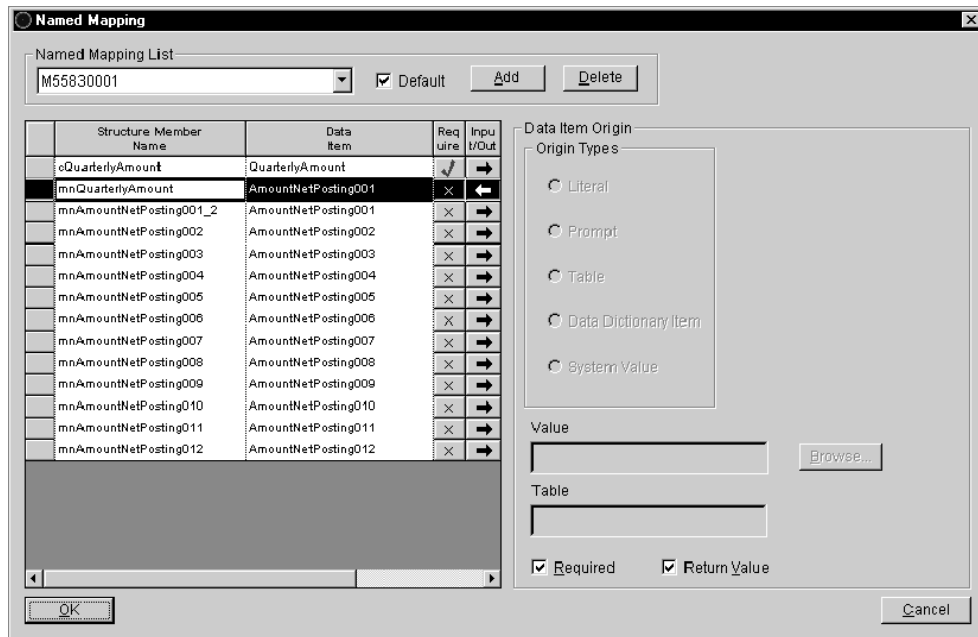 Named Mapping
Named Mapping List
M55830001
Default
Add
Delete
Structure Member Name Data Item Req uire Inpu t/Out
cQuarterlyAmount QuarterlyAmount
mnQuarterlyAmount AmountNetPosting001
mnAmountNetPosting001_2 AmountNetPosting001
mnAmountNetPosting002 AmountNetPosting002
mnAmountNetPosting003 AmountNetPosting003
mnAmountNetPosting004 AmountNetPosting004
mnAmountNetPosting005 AmountNetPosting005
mnAmountNetPosting006 AmountNetPosting006
mnAmountNetPosting007 AmountNetPosting007
mnAmountNetPosting008 AmountNetPosting008
mnAmountNetPosting009 AmountNetPosting009
mnAmountNetPosting010 AmountNetPosting010
mnAmountNetPosting011 AmountNetPosting011
mnAmountNetPosting012 AmountNetPosting012
Data Item Origin
Origin Types
Literal
Prompt
Table
Data Dictionary Item
System Value
Value
Browse...
Table
Required
Return Value
OK
Cancel